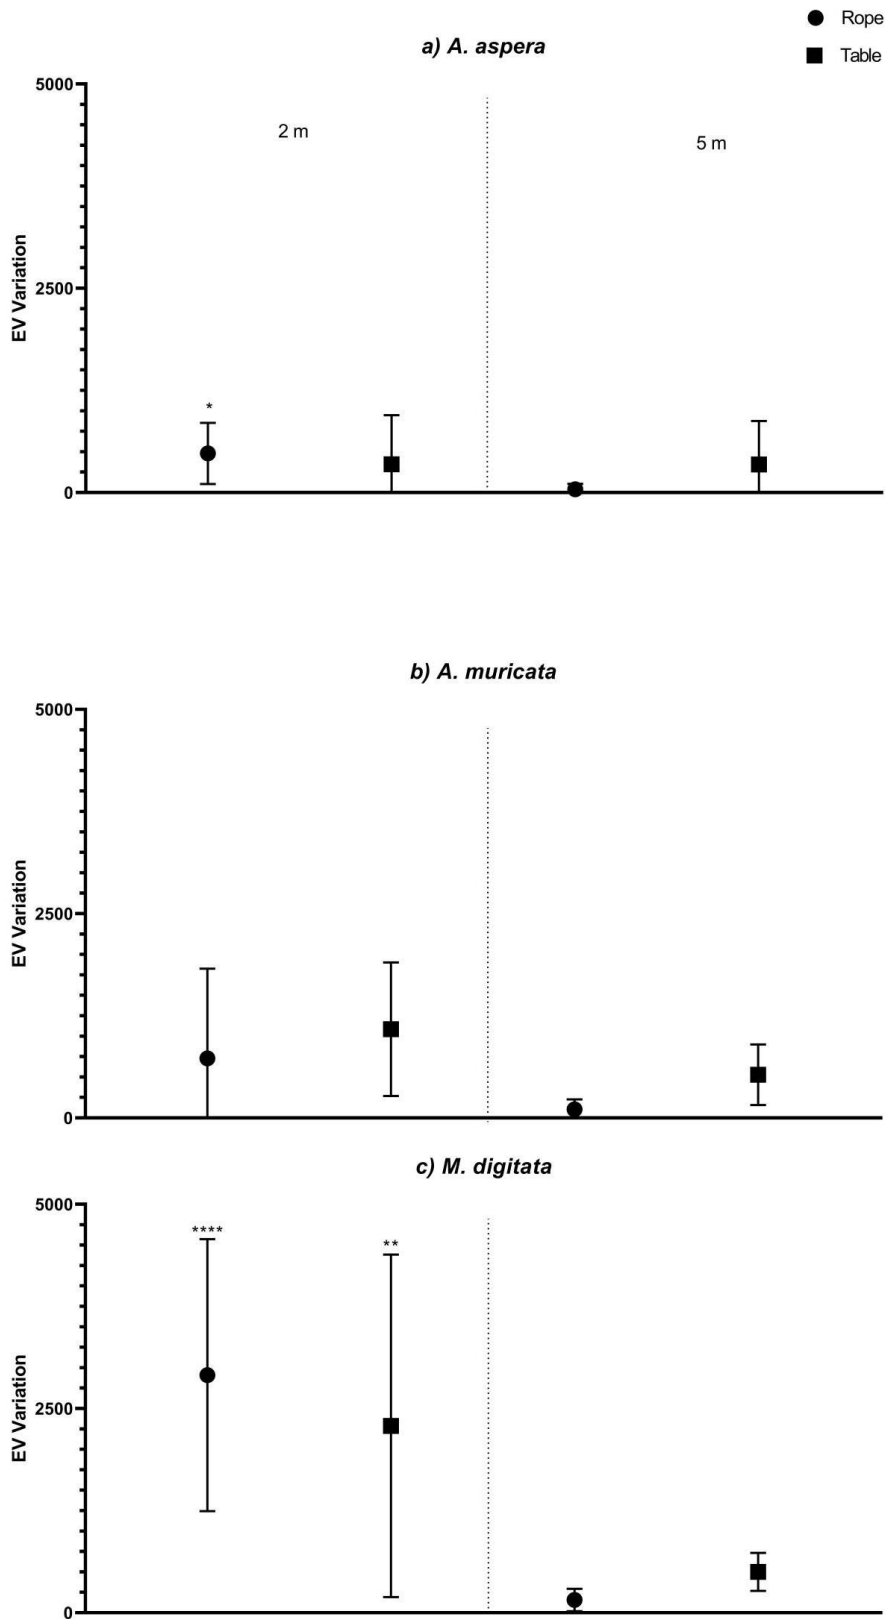 Rope
Table
a) A. aspera
5000
2 m
5 m
EV Variation
2500
*
0
b) A. muricata
5000
EV Variation
2500
0
c) M. digitata
5000
****
**
EV Variation
2500
0